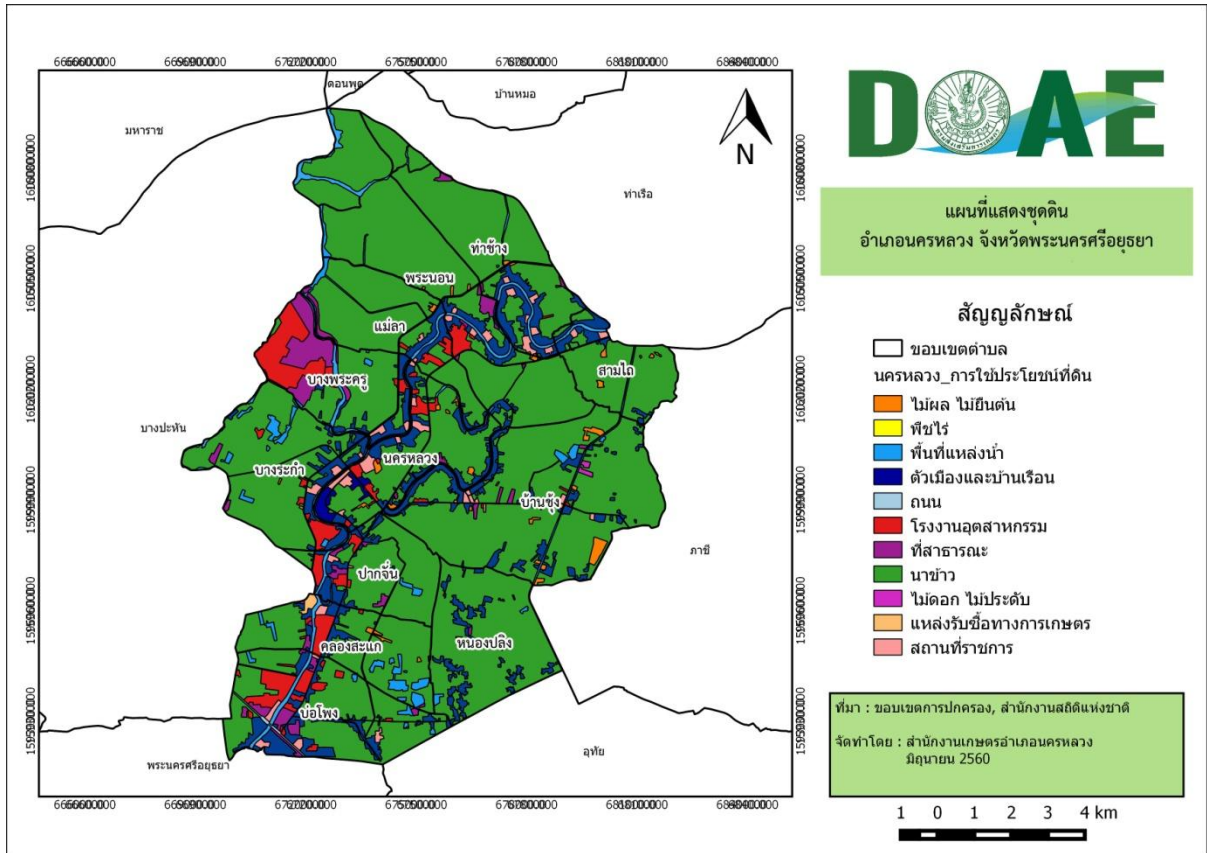 DOAE
แผนที่แสดงชุดดิน
อำเภอนครหลวง จังหวัดพระนครศรีอยุธยา
สัญญลักษณ์
ขอบเขตตำบล
นครหลวง_การใช้ประโยชน์ที่ดิน
ไม้ผล ไม้ยืนต้น
พืชไร่
พื้นที่แหล่งน้ำ
ตัวเมืองและบ้านเรือน
ถนน
โรงงานอุตสาหกรรม
ที่สาธารณะ
นาข้าว
ไม้ดอก ไม้ประดับ
แหล่งรับซื้อทางการเกษตร
สถานที่ราชการ
ที่มา : ขอบเขตการปกครอง, สำนักงานสถิติแห่งชาติ
จัดทำโดย : สำนักงานเกษตรอำเภอนครหลวง
มิถุนายน 2560
1 0 1 2 3 4 km
N
ดอนพุด
บ้านหมอ
มหาราช
ท่าเรือ
ท่าช้าง
พระนอน
แม่ลา
สามไถ
บางพระครู
บางปะหัน
นครหลวง
บางระกำ
บ้านชุ้ง
ภาชี
ปากจั่น
หนองปลิง
คลองสะแก
บ่อโพง
พระนครศรีอยุธยา
อุทัย